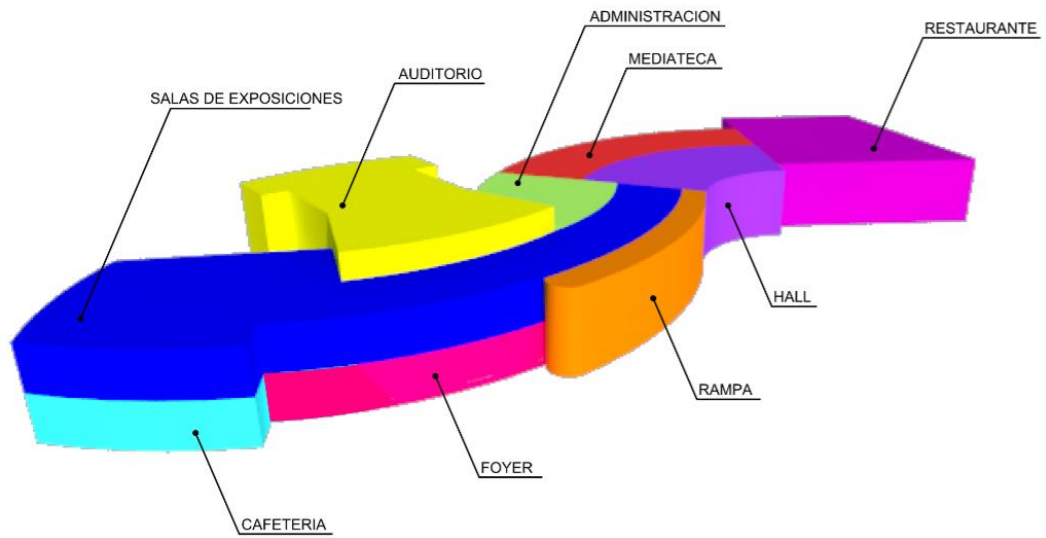 ADMINISTRACION
RESTAURANTE
MEDIATECA
AUDITORIO
SALAS DE EXPOSICIONES
HALL
RAMPA
FOYER
CAFETERIA